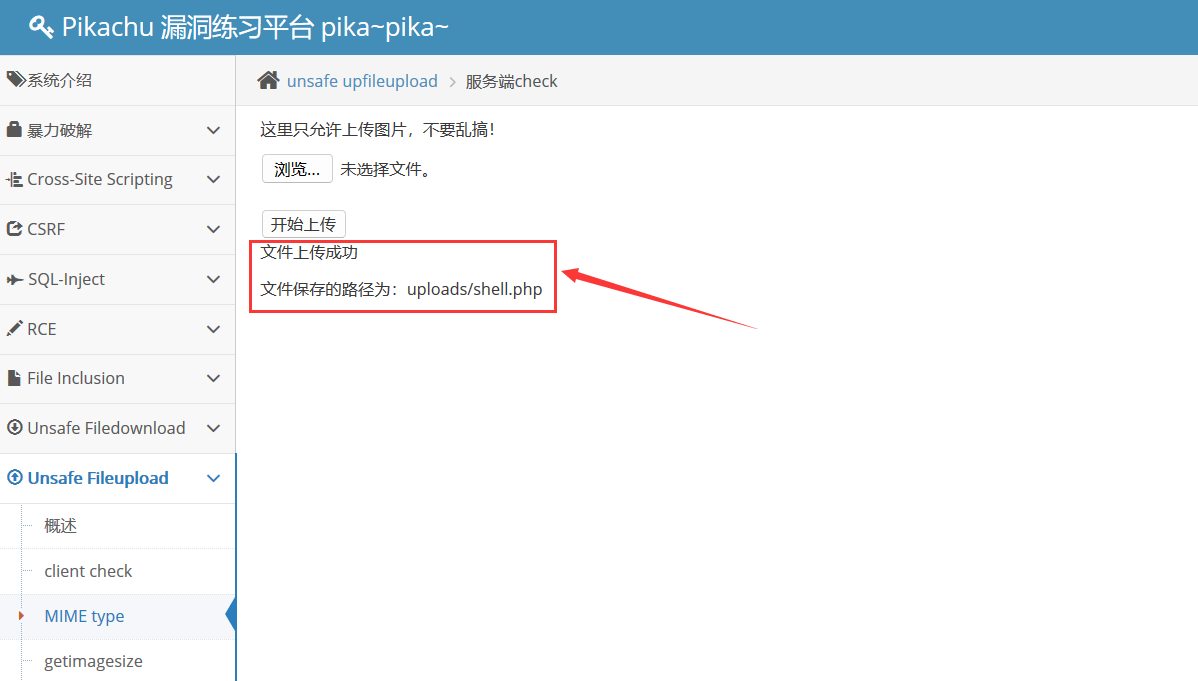 Pikachu 漏洞练习平台 pika~pika~
系统介绍
暴力破解
Cross-Site Scripting
CSRF
SQL-Inject
RCE
File Inclusion
Unsafe Filedownload
Unsafe Fileupload
概述
client check
MIME type
getimagesize
unsafe upfileupload > 服务端check
这里只允许上传图片，不要乱搞！
浏览... 未选择文件。
开始上传
文件上传成功
文件保存的路径为：uploads/shell.php